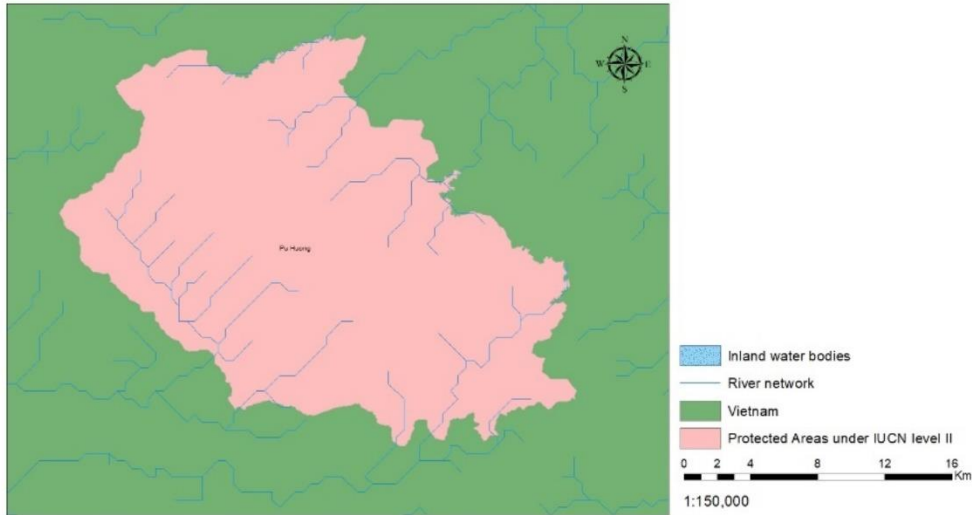 N
W E
S
Pu Huong
Inland water bodies
River network
Vietnam
Protected Areas under IUCN level II
0 2 4 8 12 16
Km
1:150,000